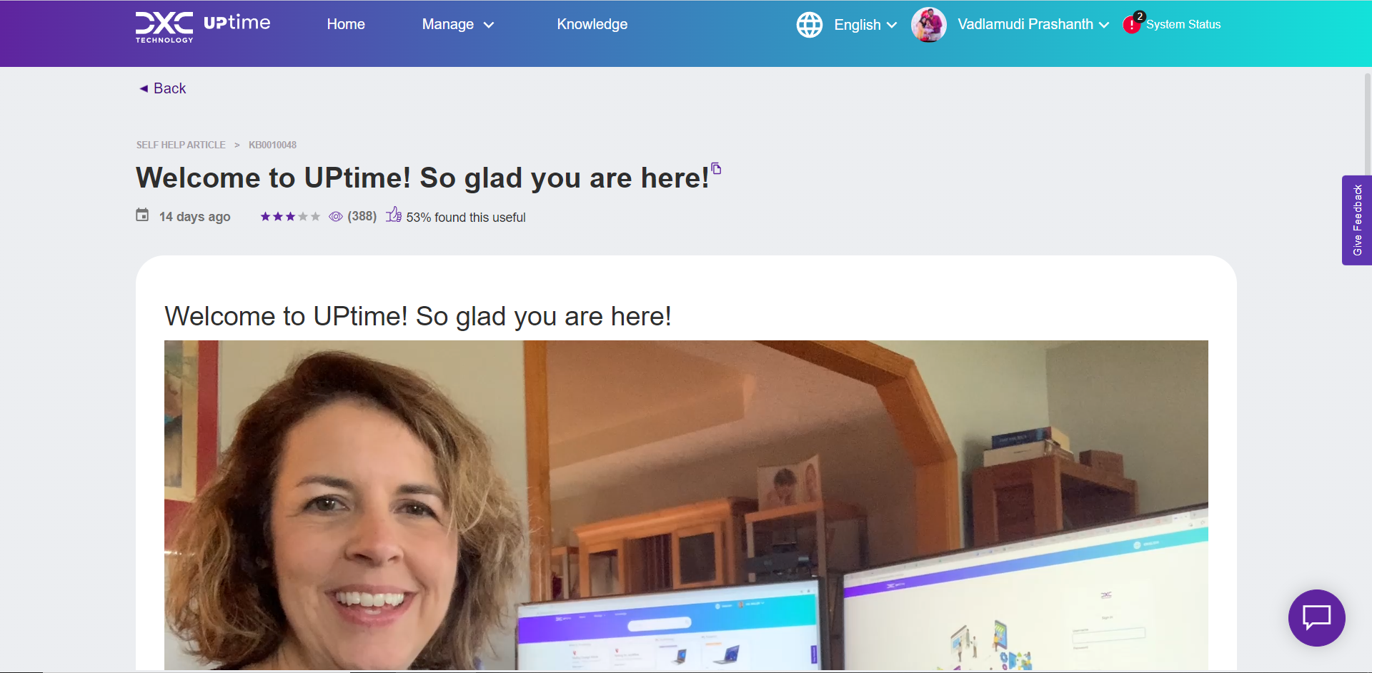 DXC
TECHNOLOGY
UPtime
Home
Manage
Knowledge
English
Vadlamudi Prashanth
2
System Status
◄ Back
SELF HELP ARTICLE > KB0010048
Welcome to UPtime! So glad you are here!
14 days ago
(388)
53% found this useful
Give Feedback
Welcome to UPtime! So glad you are here!